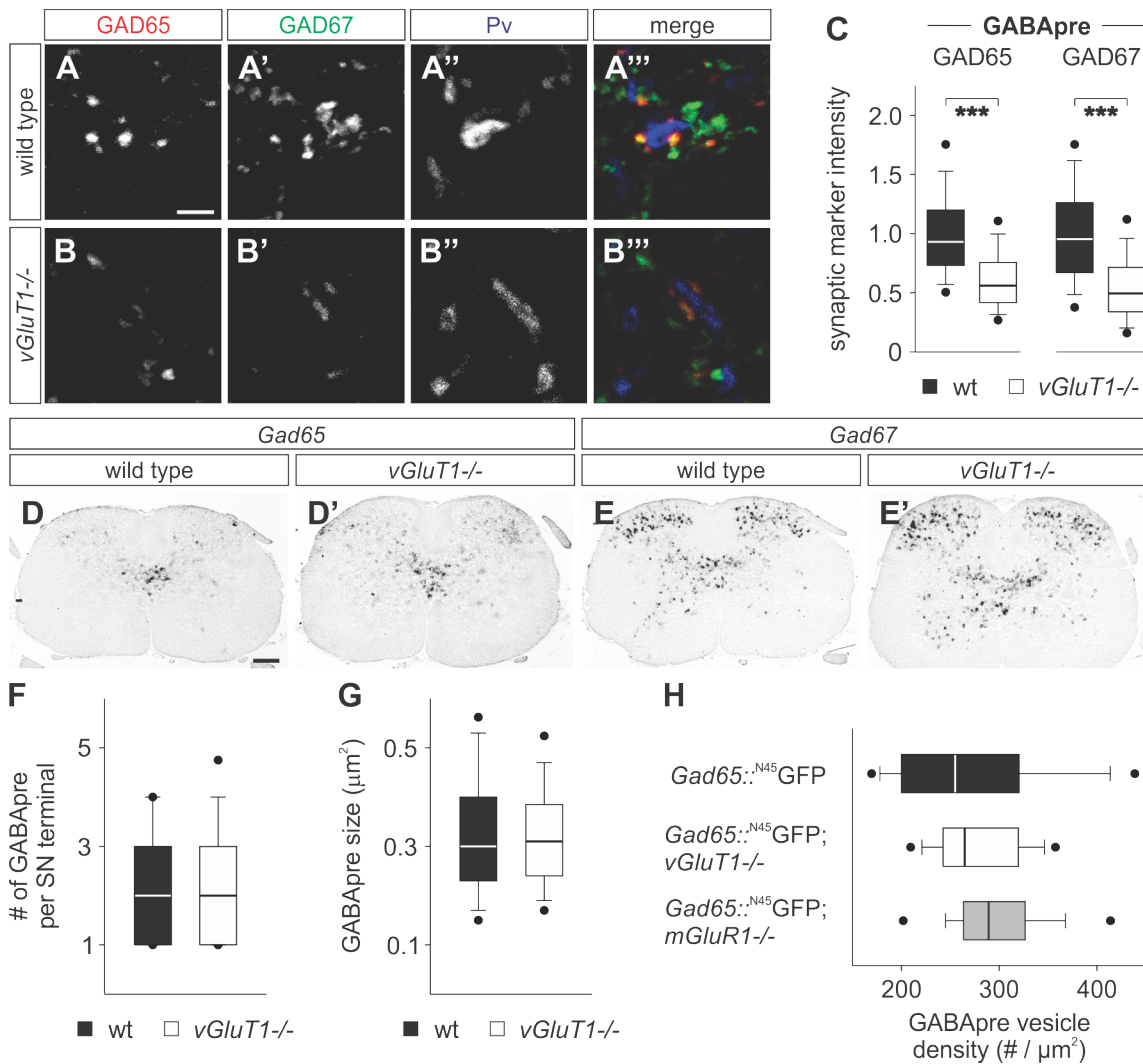 GAD65 GAD67 Pv merge
wild type
A A' A'' A'''
vGluT1-/-
B B' B'' B'''
C
GABApre
GAD65 GAD67
*** ***
synaptic marker intensity
2.0
1.5
1.0
0.5
0
wt vGluT1-/-
Gad65 Gad67
wild type vGluT1-/- wild type vGluT1-/-
D D' E E'
F
# of GABApre
per SN terminal
5
3
1
wt vGluT1-/-
G
GABApre size (µm²)
0.5
0.3
0.1
wt vGluT1-/-
H
Gad65::ᴺ⁴⁵GFP
Gad65::ᴺ⁴⁵GFP;
vGluT1-/-
Gad65::ᴺ⁴⁵GFP;
mGluR1-/-
200 300 400
GABApre vesicle
density (# / µm²)